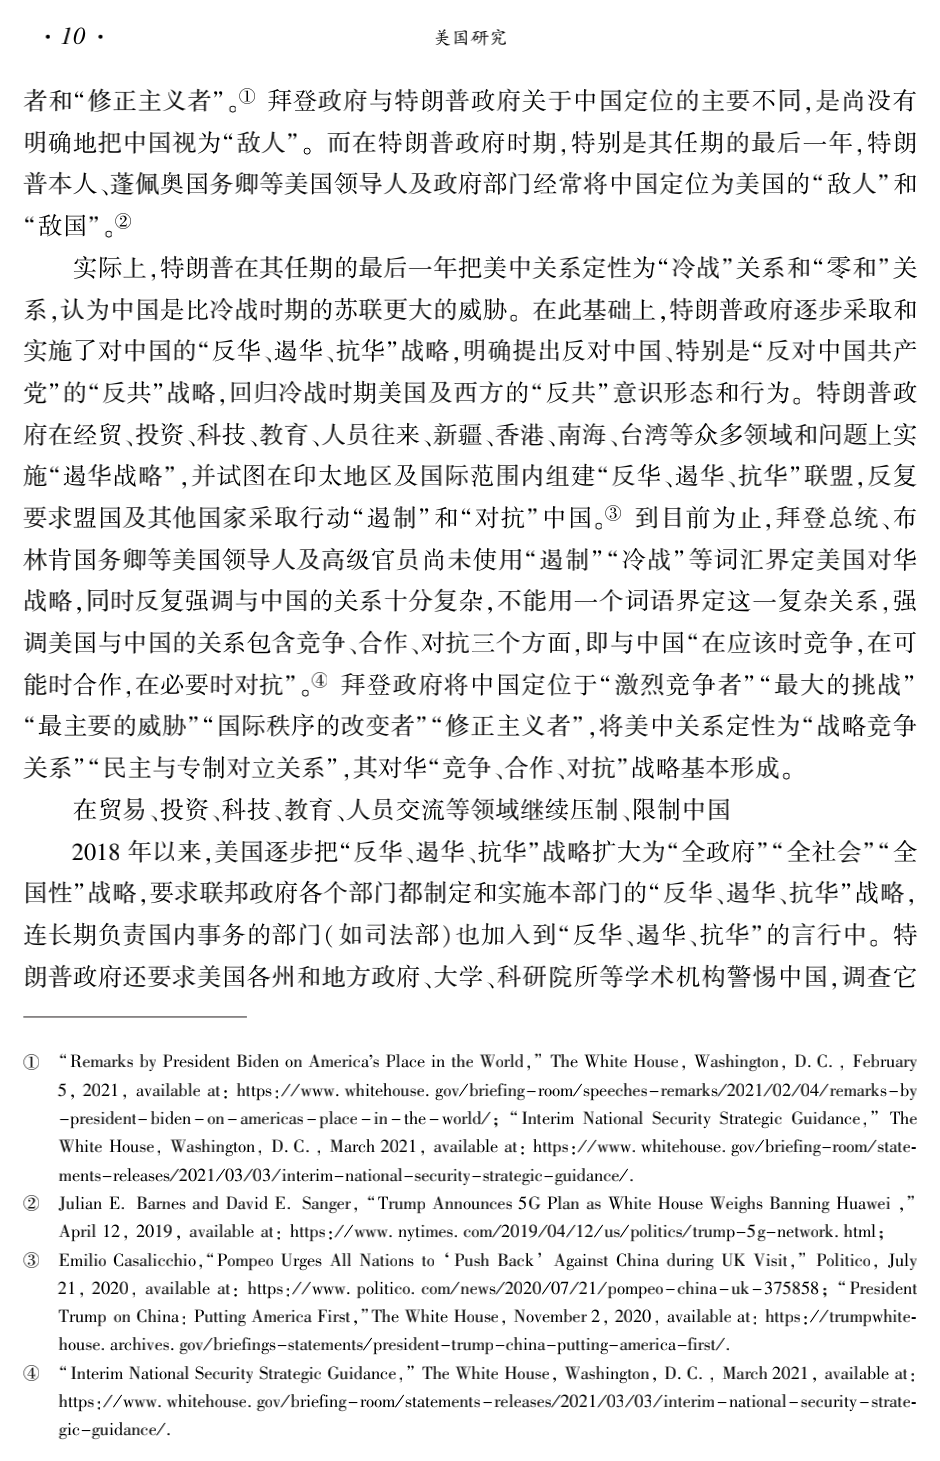 · 10 ·
美国研究
者和“修正主义者”。① 拜登政府与特朗普政府关于中国定位的主要不同,是尚没有
明确地把中国视为“敌人”。而在特朗普政府时期,特别是其任期的最后一年,特朗
普本人、蓬佩奥国务卿等美国领导人及政府部门经常将中国定位为美国的“敌人”和
“敌国”。②
实际上,特朗普在其任期的最后一年把美中关系定性为“冷战”关系和“零和”关
系,认为中国是比冷战时期的苏联更大的威胁。在此基础上,特朗普政府逐步采取和
实施了对中国的“反华、遏华、抗华”战略,明确提出反对中国、特别是“反对中国共产
党”的“反共”战略,回归冷战时期美国及西方的“反共”意识形态和行为。特朗普政
府在经贸、投资、科技、教育、人员往来、新疆、香港、南海、台湾等众多领域和问题上实
施“遏华战略”,并试图在印太地区及国际范围内组建“反华、遏华、抗华”联盟,反复
要求盟国及其他国家采取行动“遏制”和“对抗”中国。③ 到目前为止,拜登总统、布
林肯国务卿等美国领导人及高级官员尚未使用“遏制”“冷战”等词汇界定美国对华
战略,同时反复强调与中国的关系十分复杂,不能用一个词语界定这一复杂关系,强
调美国与中国的关系包含竞争、合作、对抗三个方面,即与中国“在应该时竞争,在可
能时合作,在必要时对抗”。④ 拜登政府将中国定位于“激烈竞争者”“最大的挑战”
“最主要的威胁”“国际秩序的改变者”“修正主义者”,将美中关系定性为“战略竞争
关系”“民主与专制对立关系”,其对华“竞争、合作、对抗”战略基本形成。
在贸易、投资、科技、教育、人员交流等领域继续压制、限制中国
2018 年以来,美国逐步把“反华、遏华、抗华”战略扩大为“全政府”“全社会”“全
国性”战略,要求联邦政府各个部门都制定和实施本部门的“反华、遏华、抗华”战略,
连长期负责国内事务的部门(如司法部)也加入到“反华、遏华、抗华”的言行中。特
朗普政府还要求美国各州和地方政府、大学、科研院所等学术机构警惕中国,调查它
① “Remarks by President Biden on America’s Place in the World,” The White House, Washington, D. C. , February
5, 2021, available at: https://www. whitehouse. gov/briefing-room/speeches-remarks/2021/02/04/remarks-by
-president-biden-on-americas-place-in-the-world/; “Interim National Security Strategic Guidance,” The
White House, Washington, D. C. , March 2021, available at: https://www. whitehouse. gov/briefing-room/state-
ments-releases/2021/03/03/interim-national-security-strategic-guidance/.
② Julian E. Barnes and David E. Sanger, “Trump Announces 5G Plan as White House Weighs Banning Huawei ,”
April 12, 2019, available at: https://www. nytimes. com/2019/04/12/us/politics/trump-5g-network. html;
③ Emilio Casalicchio,“Pompeo Urges All Nations to ‘Push Back’ Against China during UK Visit,” Politico, July
21, 2020, available at: https://www. politico. com/news/2020/07/21/pompeo-china-uk-375858; “President
Trump on China: Putting America First,”The White House, November 2, 2020, available at: https://trumpwhite-
house. archives. gov/briefings-statements/president-trump-china-putting-america-first/.
④ “Interim National Security Strategic Guidance,” The White House, Washington, D. C. , March 2021, available at:
https://www. whitehouse. gov/briefing-room/statements-releases/2021/03/03/interim-national-security-strate-
gic-guidance/.